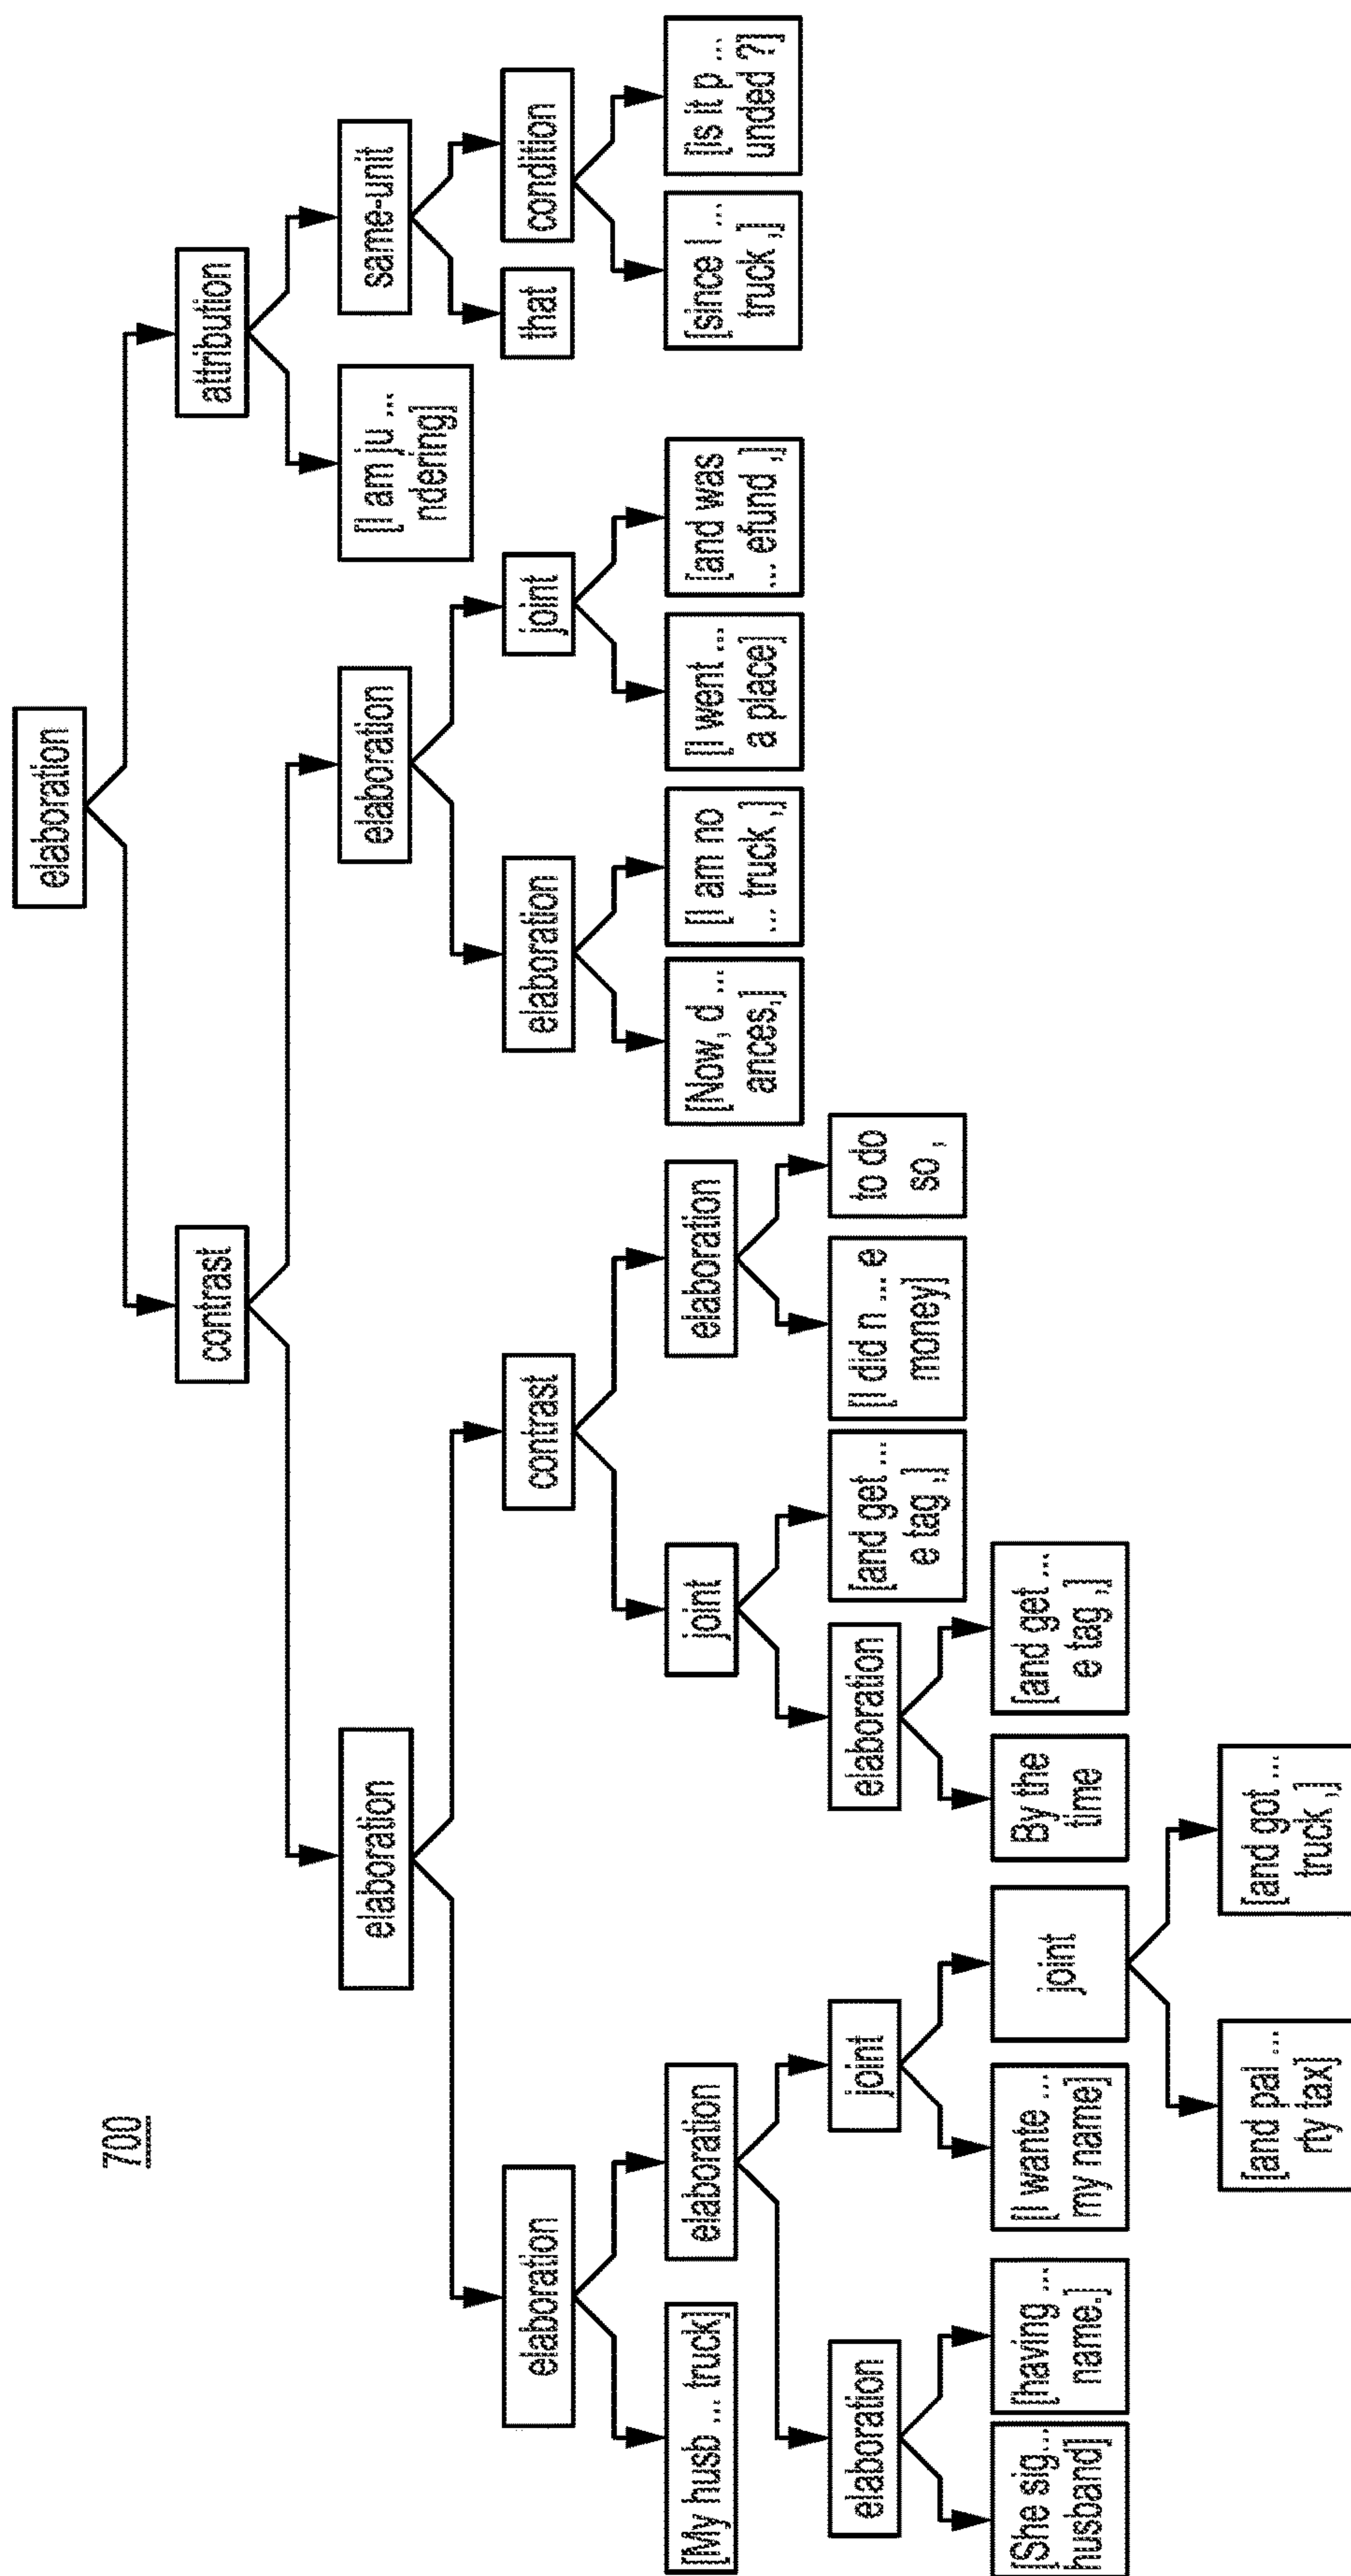 700
elaboration
contrast
attribution
elaboration
elaboration
[I am ju ...
ndering]
same-unit
elaboration
contrast
elaboration
joint
that
condition
[My husb ... truck]
elaboration
joint
elaboration
[Now, d ...
ances,]
[I am no
... truck ,]
[I went ...
a place]
[and was
... efund ,]
[since I ...
truck ,]
[is it p ...
unded ?]
elaboration
joint
elaboration
[and get ...
e tag ,]
[I did n ... e
money]
to do
so ,
[She sig...
husband]
[having ...
name.]
[I wante ...
my name]
joint
By the
time
[and get ...
e tag ,]
[and pal ...
rty tax]
[and got ...
truck ,]